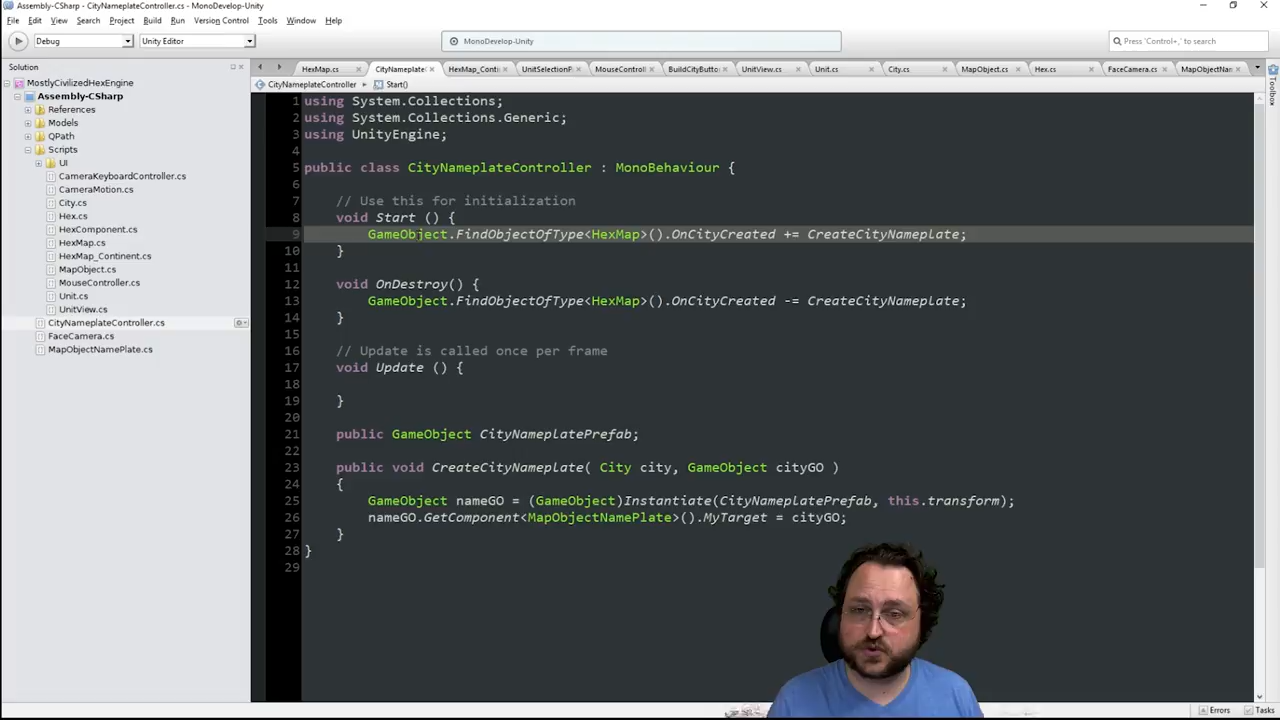 Assembly-CSharp - CityNameplateController.cs - MonoDevelop-Unity
File Edit View Search Project Build Run Version Control Tools Window Help
Debug Unity Editor MonoDevelop-Unity Press 'Control+,' to search
Solution
HexMap.cs CityNameplate HexMap_Conti UnitSelectionP MouseControll BuildCityButto UnitView.cs Unit.cs City.cs MapObject.cs Hex.cs FaceCamera.cs MapObjectNan
CityNameplateController Start()
Toolbox
MostlyCivilizedHexEngine
Assembly-CSharp
References
Models
QPath
Scripts
UI
CameraKeyboardController.cs
CameraMotion.cs
City.cs
Hex.cs
HexComponent.cs
HexMap.cs
HexMap_Continent.cs
MapObject.cs
MouseController.cs
Unit.cs
UnitView.cs
CityNameplateController.cs
FaceCamera.cs
MapObjectNamePlate.cs
1 using System.Collections;
2 using System.Collections.Generic;
3 using UnityEngine;
4
5 public class CityNameplateController : MonoBehaviour {
6
7 // Use this for initialization
8 void Start () {
9 GameObject.FindObjectOfType<HexMap>().OnCityCreated += CreateCityNameplate;
10 }
11
12 void OnDestroy() {
13 GameObject.FindObjectOfType<HexMap>().OnCityCreated -= CreateCityNameplate;
14 }
15
16 // Update is called once per frame
17 void Update () {
18
19 }
20
21 public GameObject CityNameplatePrefab;
22
23 public void CreateCityNameplate( City city, GameObject cityGO )
24 {
25 GameObject nameGO = (GameObject)Instantiate(CityNameplatePrefab, this.transform);
26 nameGO.GetComponent<MapObjectNamePlate>().MyTarget = cityGO;
27 }
28 }
29
Errors Tasks